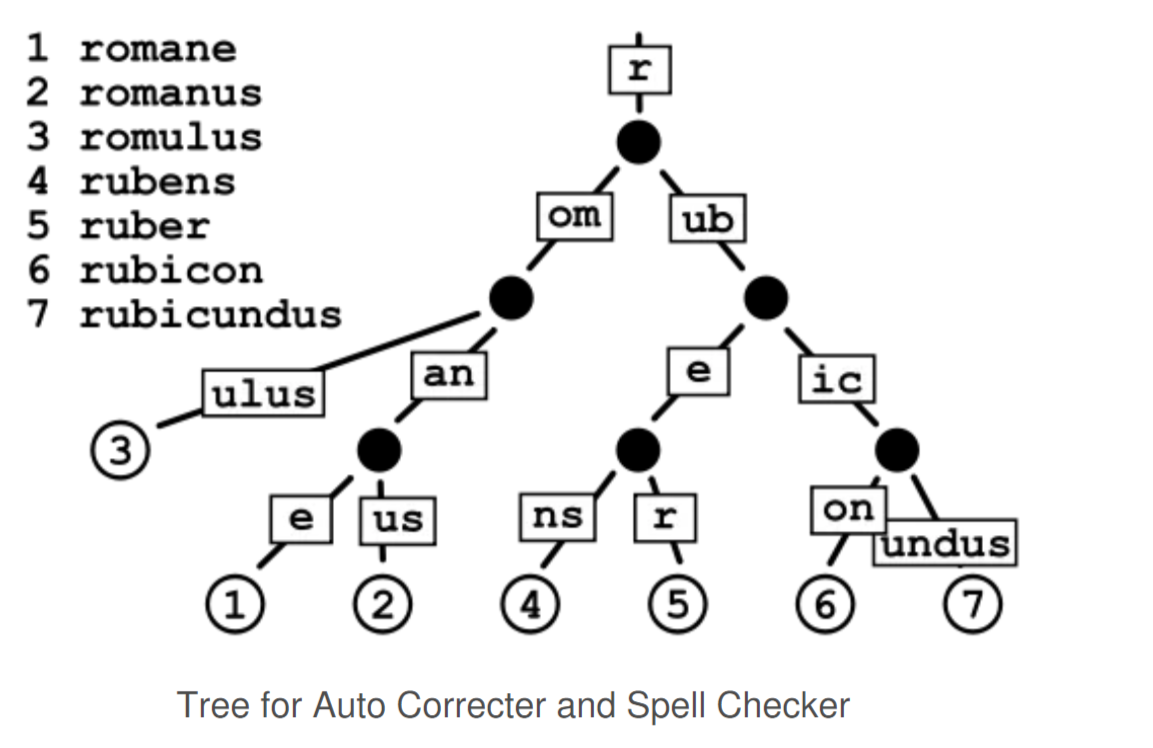 1 romane
2 romanus
3 romulus
4 rubens
5 ruber
6 rubicon
7 rubicundus
r
om ub
ulus an e ic
3
e us ns r on undus
1 2 4 5 6 7
Tree for Auto Correcter and Spell Checker